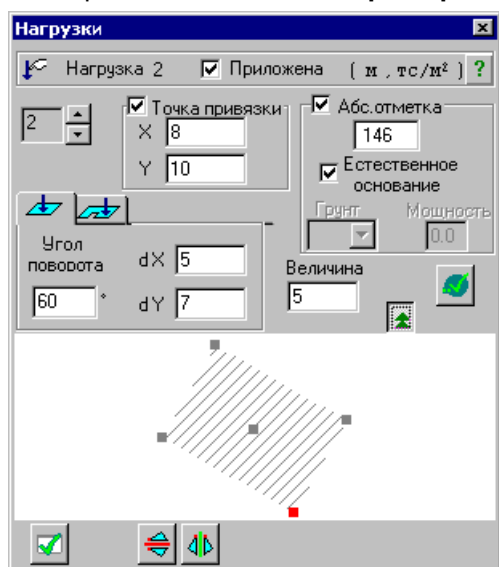 Нагрузки
Нагрузка 2 Приложена ( м , тс/м² ) ?
2
Точка привязки
X 8
Y 10
Абс.отметка
146
Естественное
основание
Грунт Мощность
0.0
Угол
поворота
60 °
dX 5
dY 7
Величина
5